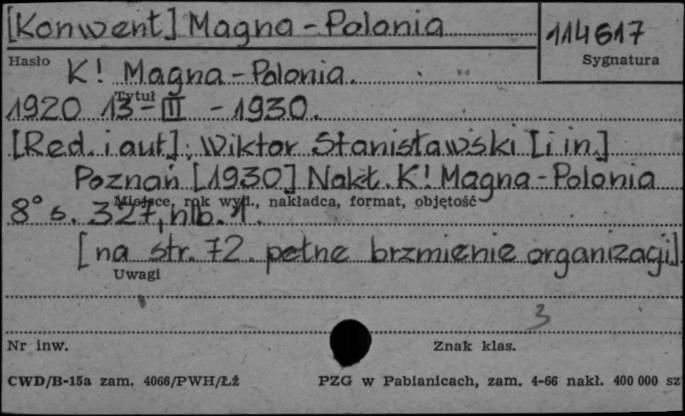 [Konwent] Magna-Polonia
114617
Hasło
Sygnatura
K! Magna-Polonia.
Tytuł
1920 13-III -1930.
[Red. i aut]: Wiktor Stanisławski [i in.]
Poznań [1930] Nakł. K! Magna-Polonia
Miejsce, rok wyd., nakładca, format, objętość
8° s. 327, nlb. 1.
[na str. 72. pełne brzmienie organizacji]
Uwagi
3
Nr inw.
Znak klas.
CWD/B-15a zam. 4066/PWH/Łż
PZG w Pabianicach, zam. 4-66 nakł. 400 000 sz